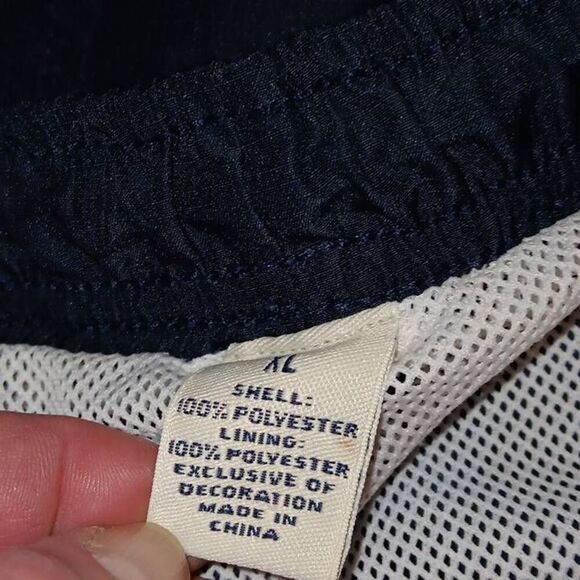 XL
SHELL:
100% POLYESTER
LINING:
100% POLYESTER
EXCLUSIVE OF
DECORATION
MADE IN
CHINA